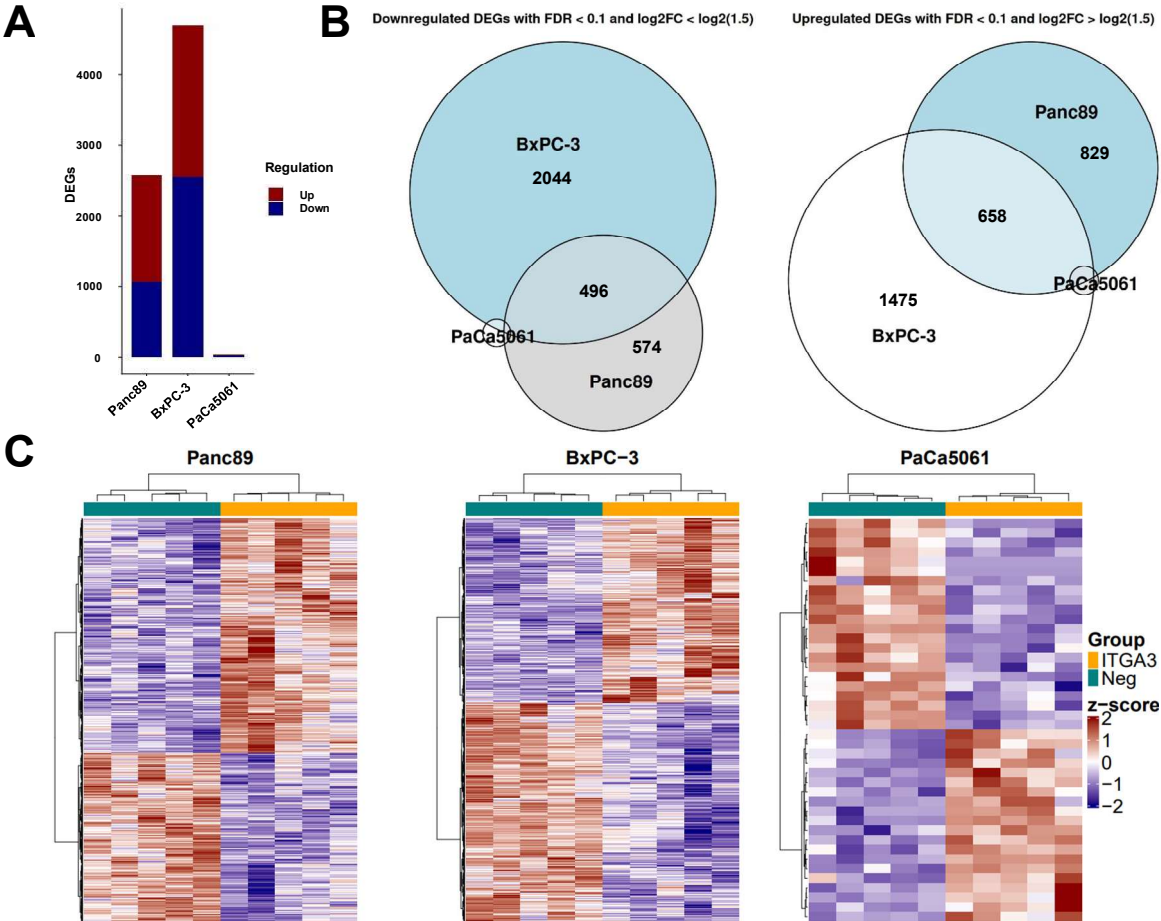 A
DEGs
4000
3000
2000
1000
0
Panc89
BxPC-3
PaCa5061
Regulation
Up
Down
B
Downregulated DEGs with FDR < 0.1 and log2FC < log2(1.5)
BxPC-3
2044
496
PaCa5061
574
Panc89
Upregulated DEGs with FDR < 0.1 and log2FC > log2(1.5)
Panc89
829
658
PaCa5061
1475
BxPC-3
C
Panc89
BxPC−3
PaCa5061
Group
ITGA3
Neg
z−score
2
1
0
−1
−2